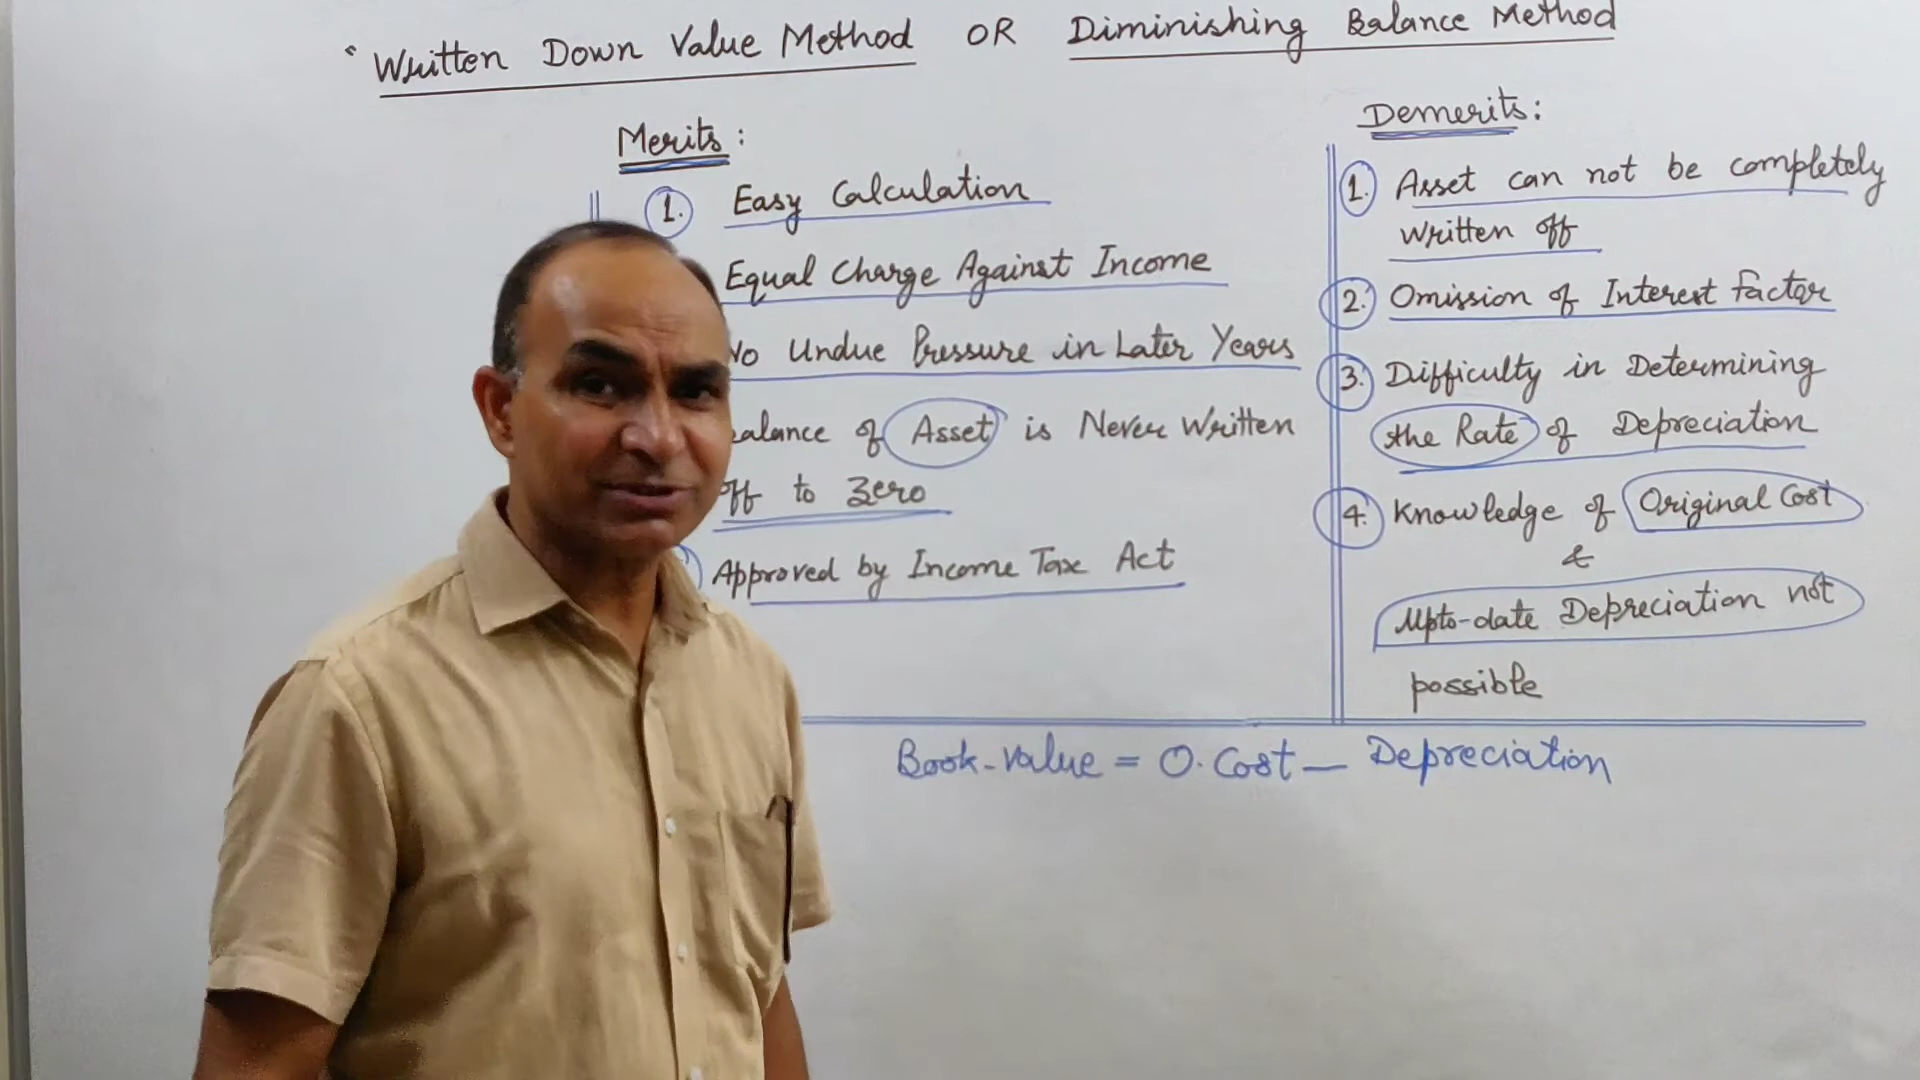 Written Down Value Method OR Diminishing Balance Method
Merits:
1. Easy Calculation
Equal Charge Against Income
No Undue Pressure in Later Years
Balance of Asset is Never Written
off to Zero
Approved by Income Tax Act
Demerits:
1. Asset can not be completely
written off
2. Omission of Interest factor
3. Difficulty in Determining
the Rate of Depreciation
4. Knowledge of Original Cost
&
Upto-date Depreciation not
possible
Book-Value = O. Cost — Depreciation